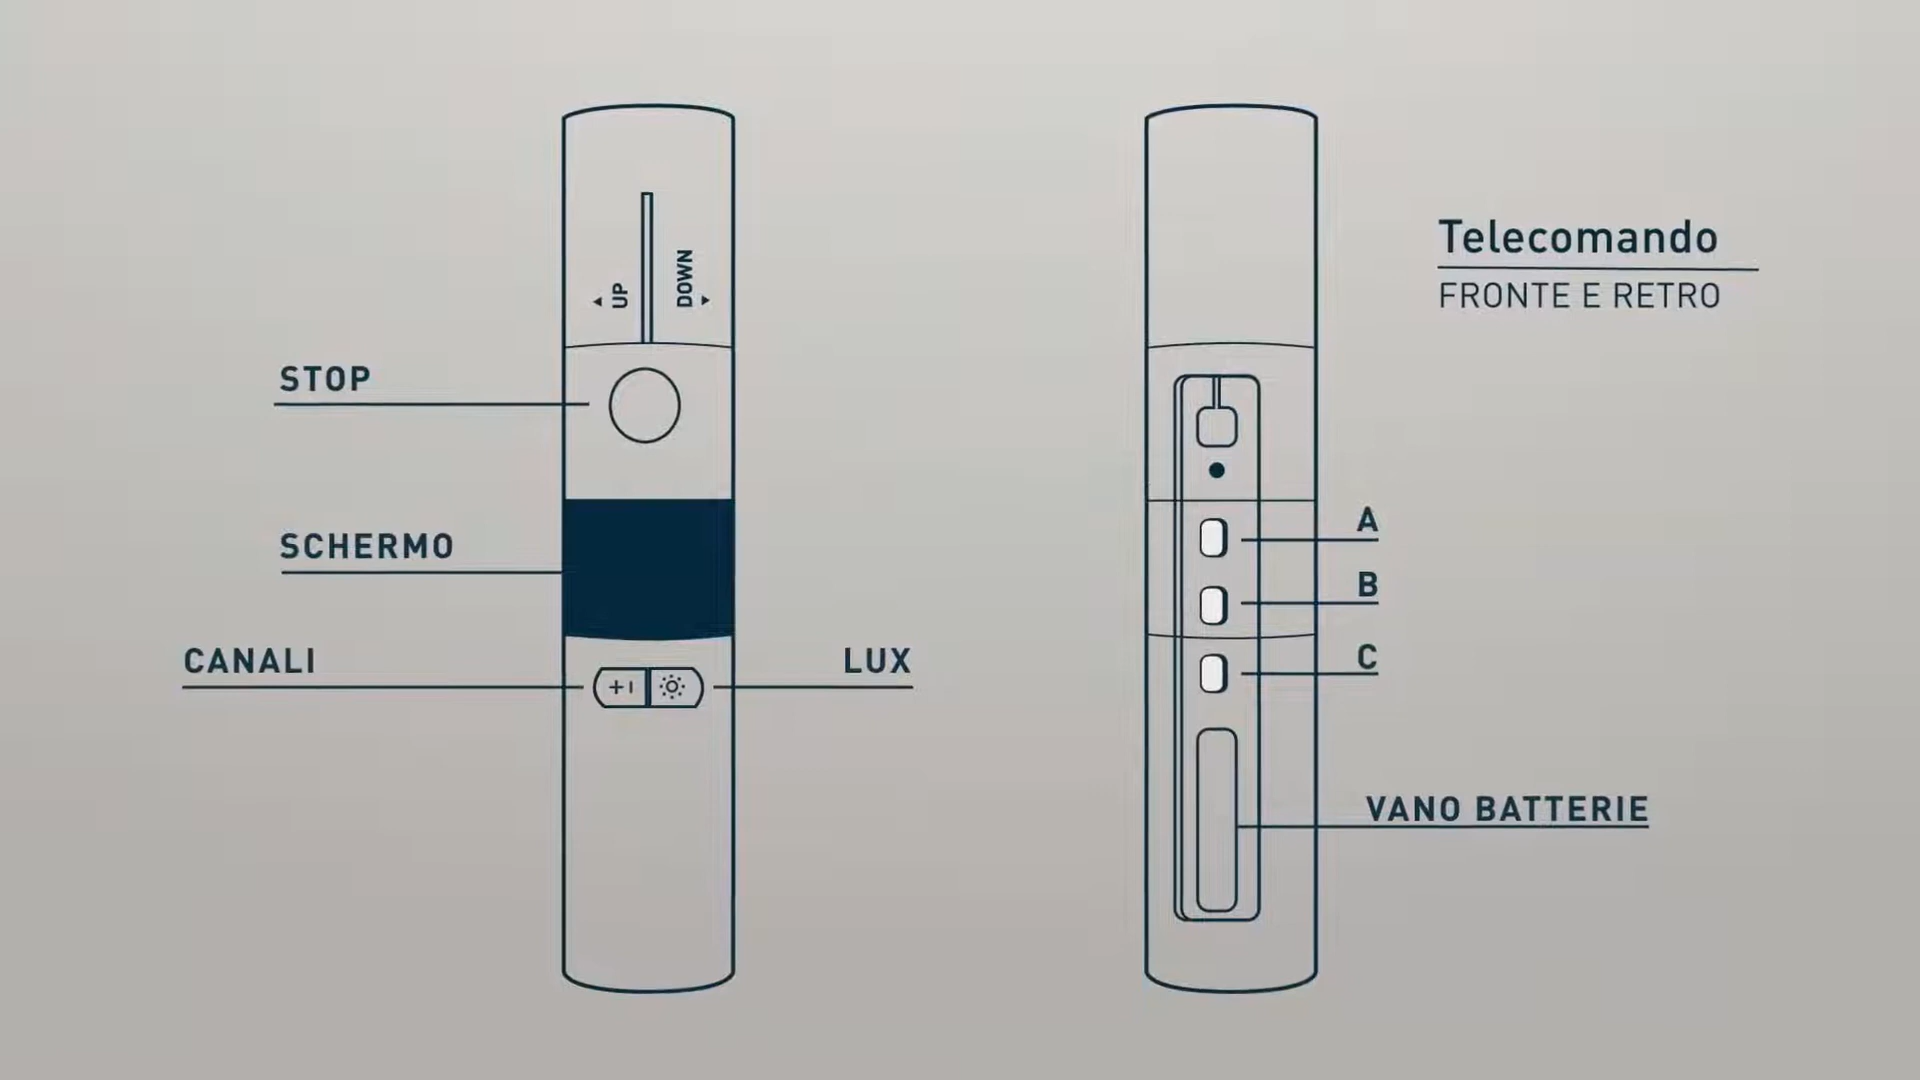 Telecomando
FRONTE E RETRO
UP
DOWN
STOP
SCHERMO
CANALI
LUX
A
B
C
VANO BATTERIE